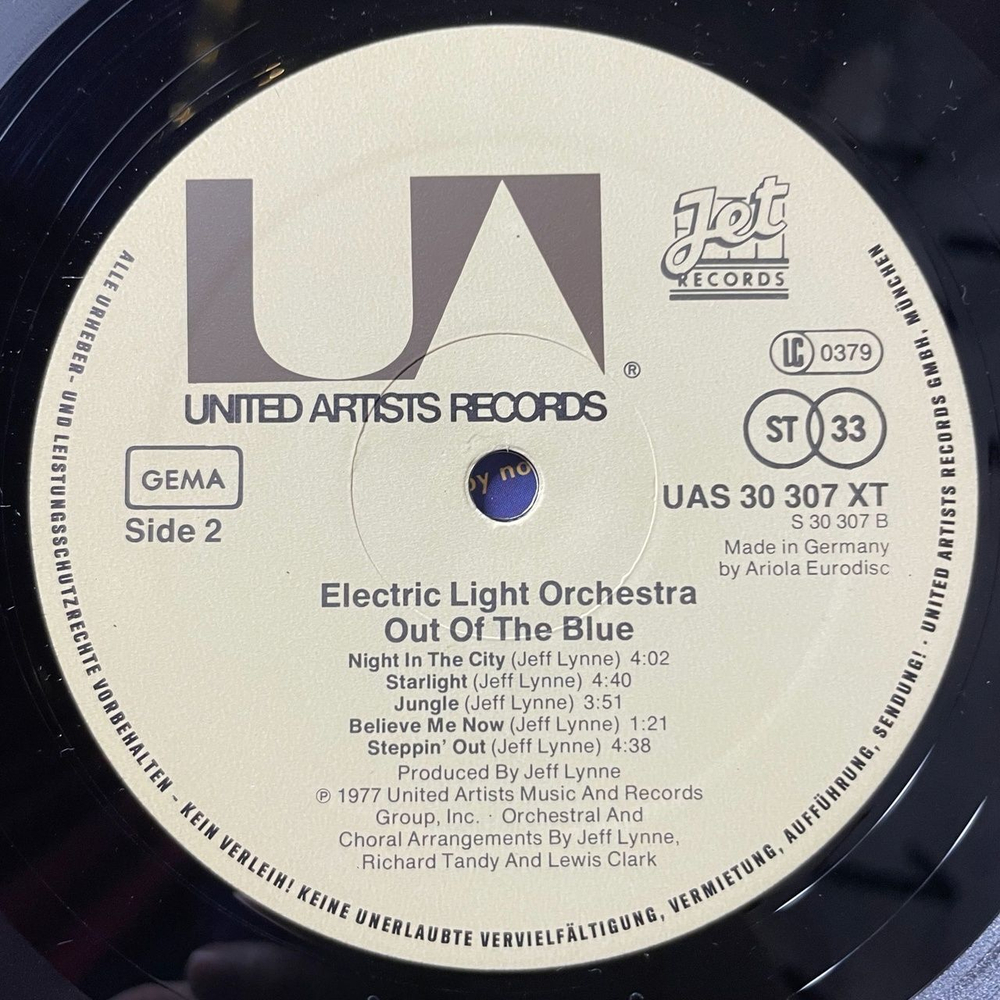 UA ®
UNITED ARTISTS RECORDS
Jet
RECORDS
LC 0379
ST 33
GEMA
Side 2
UAS 30 307 XT
S 30 307 B
Made in Germany
by Ariola Eurodisc
by no
Electric Light Orchestra
Out Of The Blue
Night In The City (Jeff Lynne) 4:02
Starlight (Jeff Lynne) 4:40
Jungle (Jeff Lynne) 3:51
Believe Me Now (Jeff Lynne) 1:21
Steppin' Out (Jeff Lynne) 4:38
Produced By Jeff Lynne
℗ 1977 United Artists Music And Records
Group, Inc. · Orchestral And
Choral Arrangements By Jeff Lynne,
Richard Tandy And Lewis Clark
ALLE URHEBER- UND LEISTUNGSSCHUTZRECHTE VORBEHALTEN - KEIN VERLEIH! KEINE UNERLAUBTE VERVIELFÄLTIGUNG, VERMIETUNG, AUFFÜHRUNG, SENDUNG! · UNITED ARTISTS RECORDS GMBH, MÜNCHEN